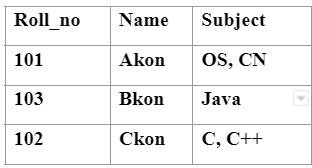 Roll_no Name Subject
101 Akon OS, CN
103 Bkon Java
102 Ckon C, C++